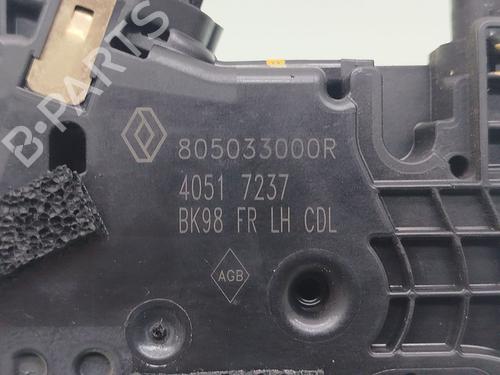 B-PARTS
805033000R
4051 7237
BK98 FR LH CDL
AGB